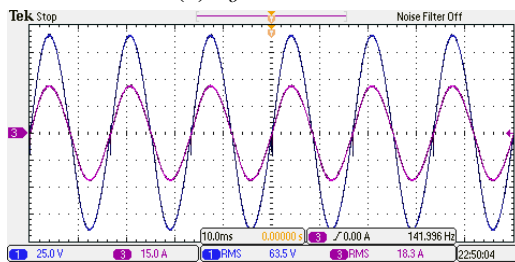 Tek Stop Noise Filter Off
3
10.0ms 0.00000 s 3 0.00 A 141.996 Hz
1 25.0 V 3 15.0 A 1 RMS 63.5 V 3 RMS 18.3 A 22:50:04